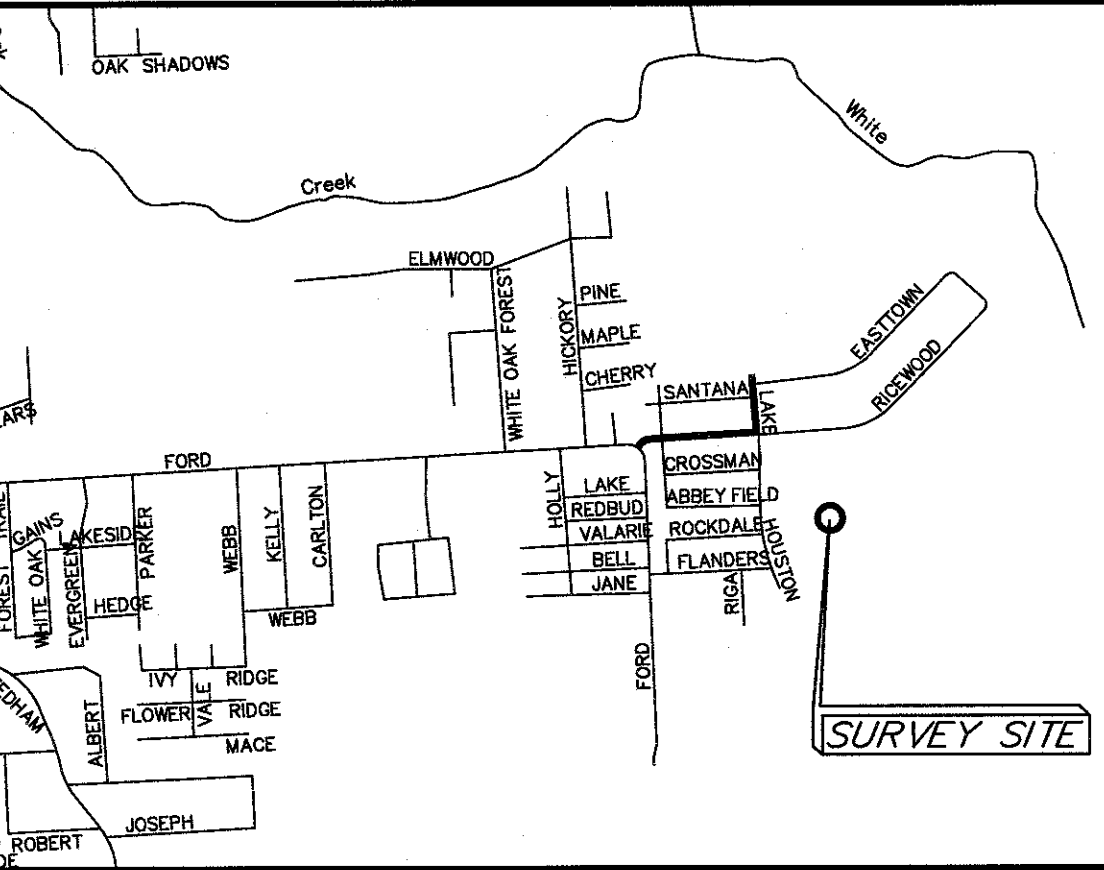 OAK SHADOWS
White
Creek
ELMWOOD
WHITE OAK FOREST
HICKORY
PINE
MAPLE
CHERRY
EASTTOWN
RICEWOOD
SANTANA
LAKE
FORD
CROSSMAN
ABBEY FIELD
ROCKDALE
FLANDERS
HOUSTON
RIGA
HOLLY
LAKE
REDBUD
VALARIE
BELL
JANE
FORD
TRAIL
FOREST
GAINS
WHITE OAK
LAKESIDE
EVERGREEN
HEDGE
PARKER
WEBB
KELLY
CARLTON
WEBB
IVY RIDGE
FLOWER RIDGE
VALE
MACE
ALBERT
JOSEPH
ROBERT
SURVEY SITE